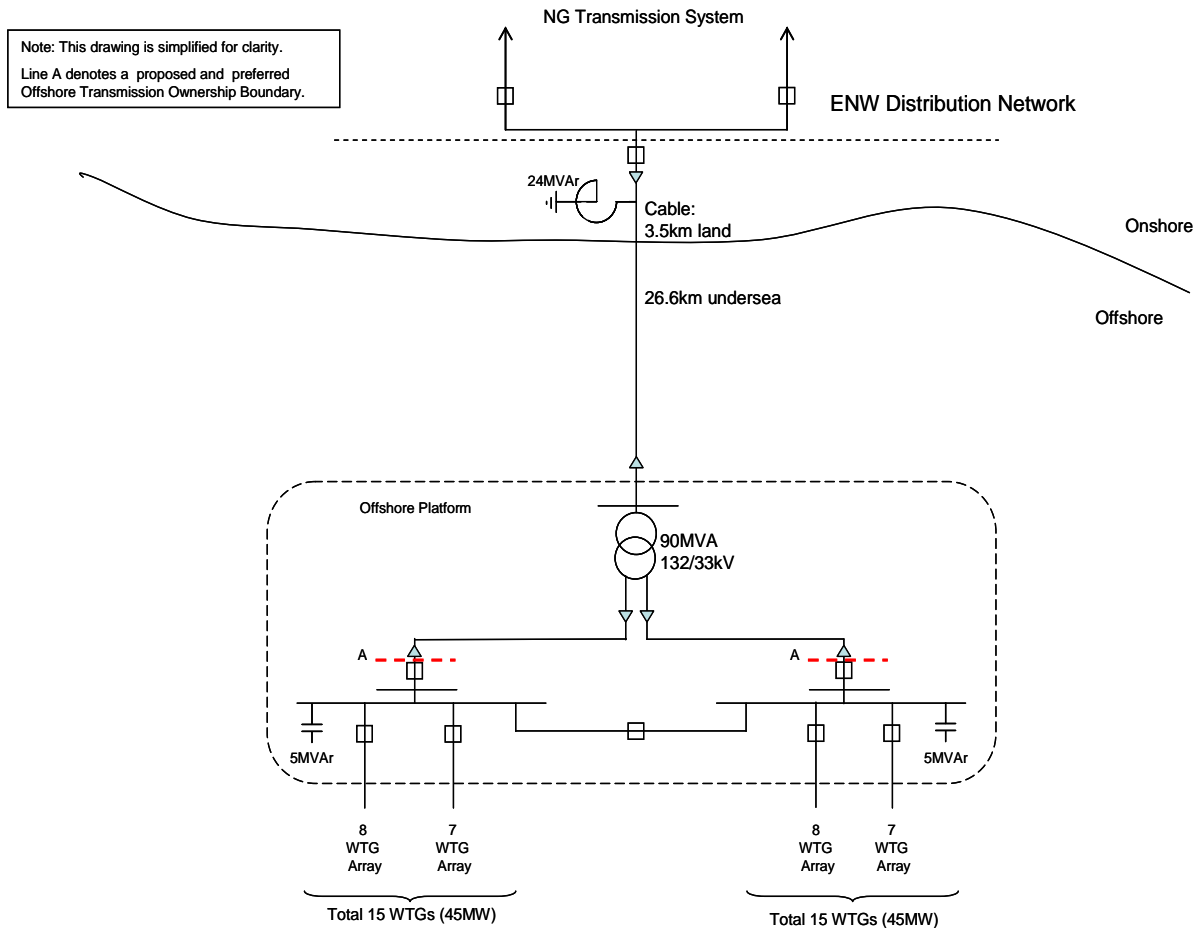 NG Transmission System
Note: This drawing is simplified for clarity.
Line A denotes a proposed and preferred
Offshore Transmission Ownership Boundary.
ENW Distribution Network
24MVAr
Cable:
3.5km land
Onshore
26.6km undersea
Offshore
Offshore Platform
90MVA
132/33kV
A
A
5MVAr
5MVAr
8
WTG
Array
7
WTG
Array
8
WTG
Array
7
WTG
Array
Total 15 WTGs (45MW)
Total 15 WTGs (45MW)